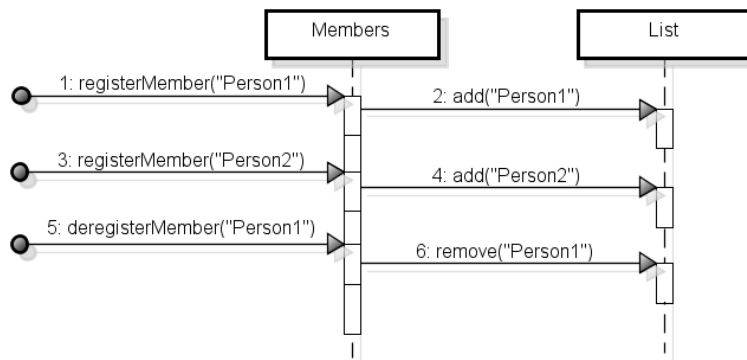 Members
List
1: registerMember("Person1")
2: add("Person1")
3: registerMember("Person2")
4: add("Person2")
5: deregisterMember("Person1")
6: remove("Person1")